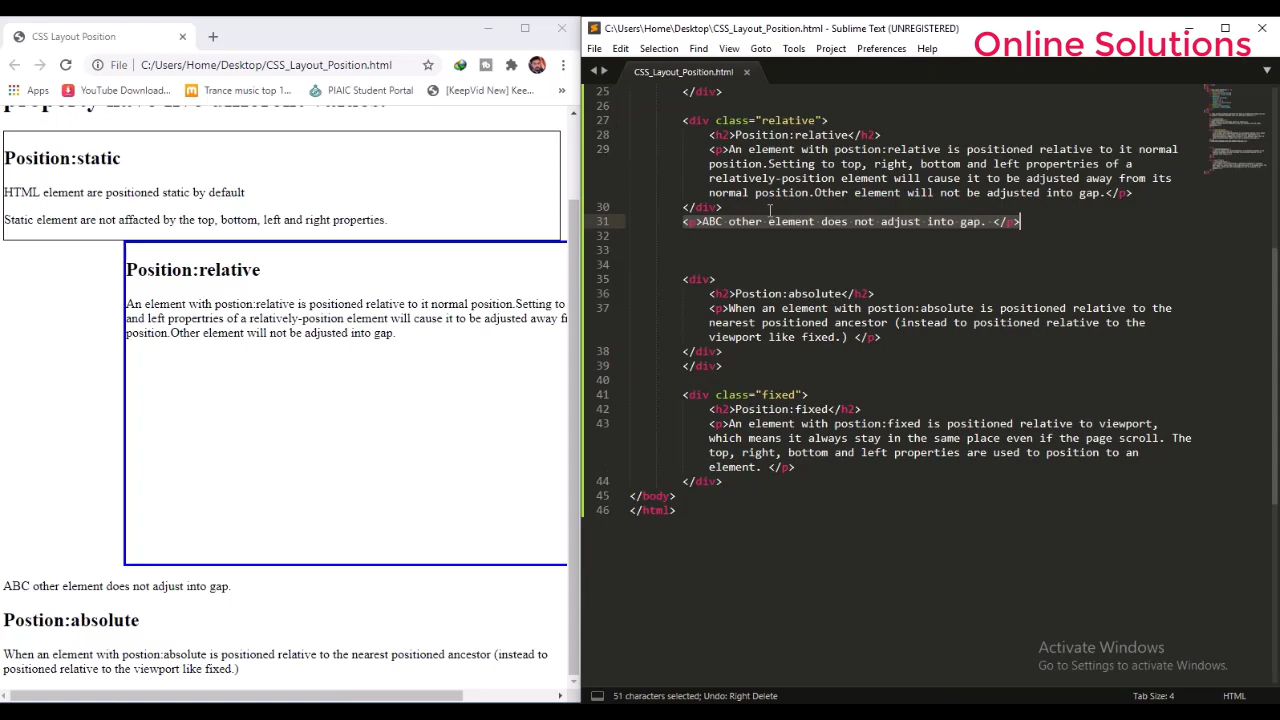 CSS Layout Position
File
C:/Users/Home/Desktop/CSS_Layout_Position.html
Apps
YouTube Download...
Trance music top 1...
PIAIC Portal
[KeepVid New] Kee...
Position:static
HTML element are positioned static by default
Static element are not affacted by the top, bottom, left and right properties.
Position:relative
An element with postion:relative is positioned relative to it normal position.Setting to
and left propertries of a relatively-position element will cause it to be adjusted away
position.Other element will not be adjusted into gap.
ABC other element does not adjust into gap.
Postion:absolute
When an element with postion:absolute is positioned relative to the nearest positioned ancestor (instead to
positioned relative to the viewport like fixed.)
C:\Users\Home\Desktop\CSS_Layout_Position.html - Sublime Text (UNREGISTERED)
File Edit Selection Find View Goto Tools Project Preferences Help
Online Solutions
CSS_Layout_Position.html
25 </div>
26
27 <div class="relative">
28 <h2>Position:relative</h2>
29 <p>An element with postion:relative is positioned relative to it normal
position.Setting to top, right, bottom and left propertries of a
relatively-position element will cause it to be adjusted away from its
normal position.Other element will not be adjusted into gap.</p>
30 </div>
31 <p>ABC other element does not adjust into gap. </p>
32
33
34
35 <div>
36 <h2>Postion:absolute</h2>
37 <p>When an element with postion:absolute is positioned relative to the
nearest positioned ancestor (instead to positioned relative to the
viewport like fixed.) </p>
38 </div>
39 </div>
40
41 <div class="fixed">
42 <h2>Position:fixed</h2>
43 <p>An element with postion:fixed is positioned relative to viewport,
which means it always stay in the same place even if the page scroll. The
top, right, bottom and left properties are used to position to an
element. </p>
44 </div>
45 </body>
46 </html>
Activate Windows
Go to Settings to activate Windows.
51 characters selected; Undo: Right Delete
Tab Size: 4
HTML